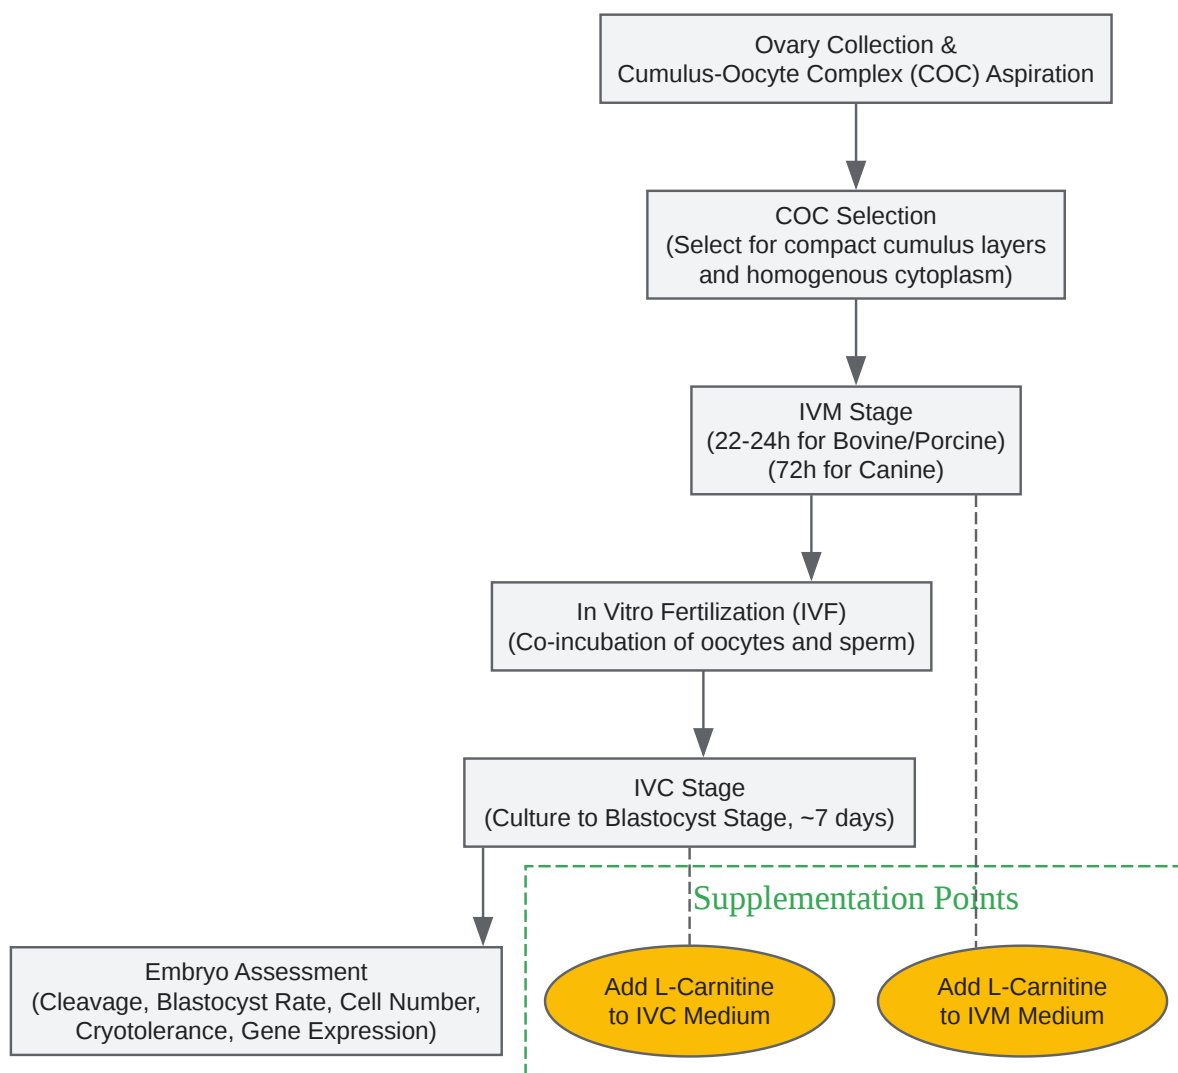 Ovary Collection &
Cumulus-Oocyte Complex (COC) Aspiration
COC Selection
(Select for compact cumulus layers
and homogenous cytoplasm)
IVM Stage
(22-24h for Bovine/Porcine)
(72h for Canine)
In Vitro Fertilization (IVF)
(Co-incubation of oocytes and sperm)
IVC Stage
(Culture to Blastocyst Stage, ~7 days)
Supplementation Points
Embryo Assessment
(Cleavage, Blastocyst Rate, Cell Number,
Cryotolerance, Gene Expression)
Add L-Carnitine
to IVC Medium
Add L-Carnitine
to IVM Medium